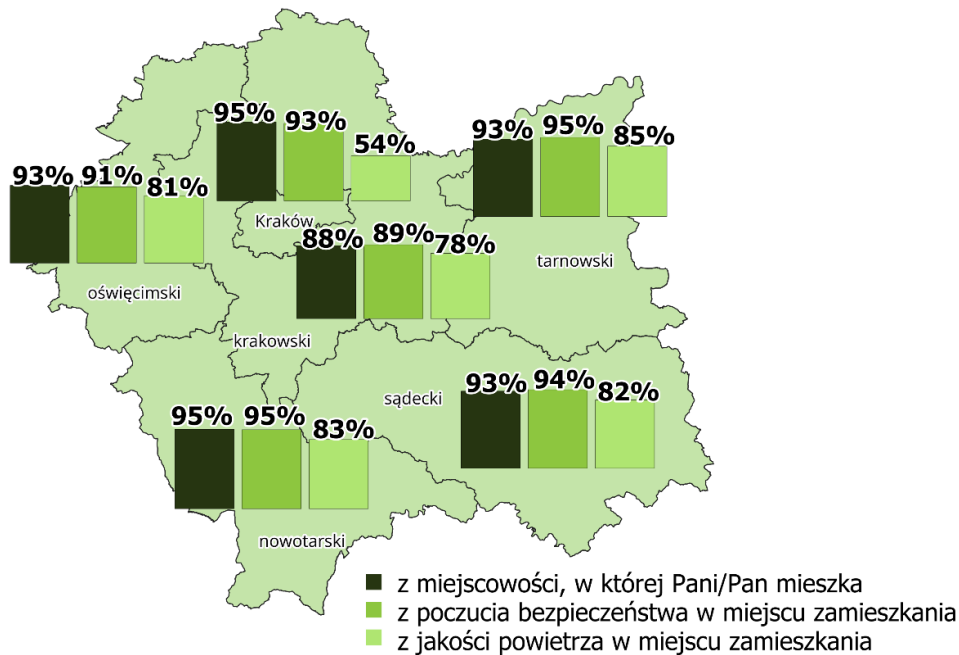 95% 93% 54%
93% 95% 85%
93% 91% 81%
Kraków
88% 89% 78%
tarnowski
oświęcimski
krakowski
sądecki
93% 94% 82%
95% 95% 83%
nowotarski
z miejscowości, w której Pani/Pan mieszka
z poczucia bezpieczeństwa w miejscu zamieszkania
z jakości powietrza w miejscu zamieszkania